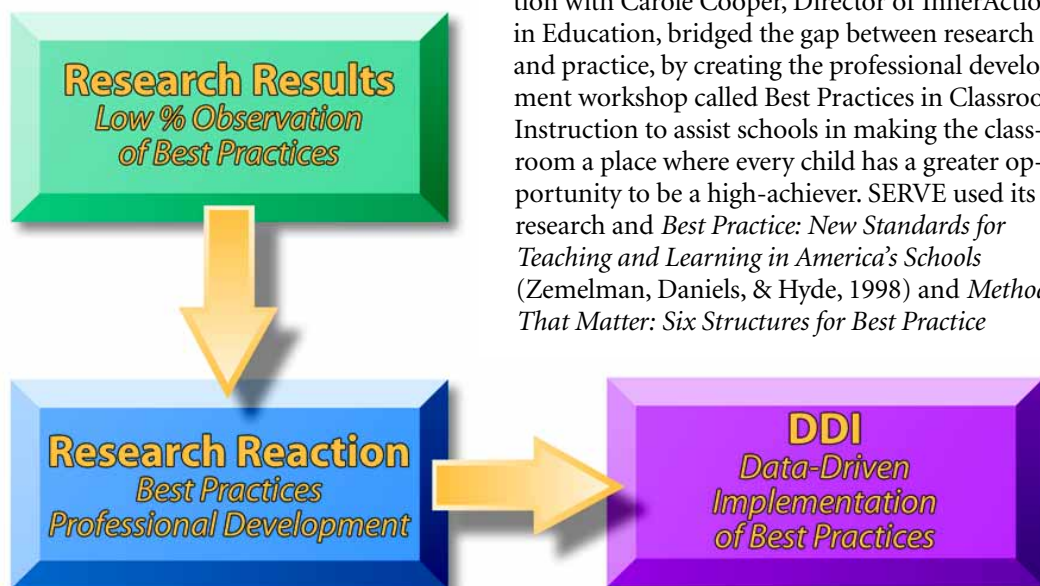 tion with Carole Cooper, Director of InnerAction
in Education, bridged the gap between research
and practice, by creating the professional develo
ment workshop called Best Practices in Classroo
Instruction to assist schools in making the class-
room a place where every child has a greater op-
portunity to be a high-achiever. SERVE used its
research and Best Practice: New Standards for
Teaching and Learning in America's Schools
(Zemelman, Daniels, & Hyde, 1998) and Method
That Matter: Six Structures for Best Practice
Research Results
Low % Observation
of Best Practices
Research Reaction
Best Practices
Professional Development
DDI
Data-Driven
Implementation
of Best Practices